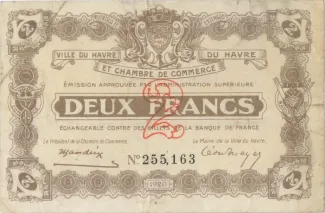 VILLE DU HAVRE DU HAVRE
ET CHAMBRE DE COMMERCE
ÉMISSION APPROUVÉE PAR L'ADMINISTRATION SUPÉRIEURE
2
DEUX FRANCS
ÉCHANGEABLE CONTRE DES BILLETS DE LA BANQUE DE FRANCE
Le Président de la Chambre de Commerce, Le Maire de la Ville du Havre,
No 255,163